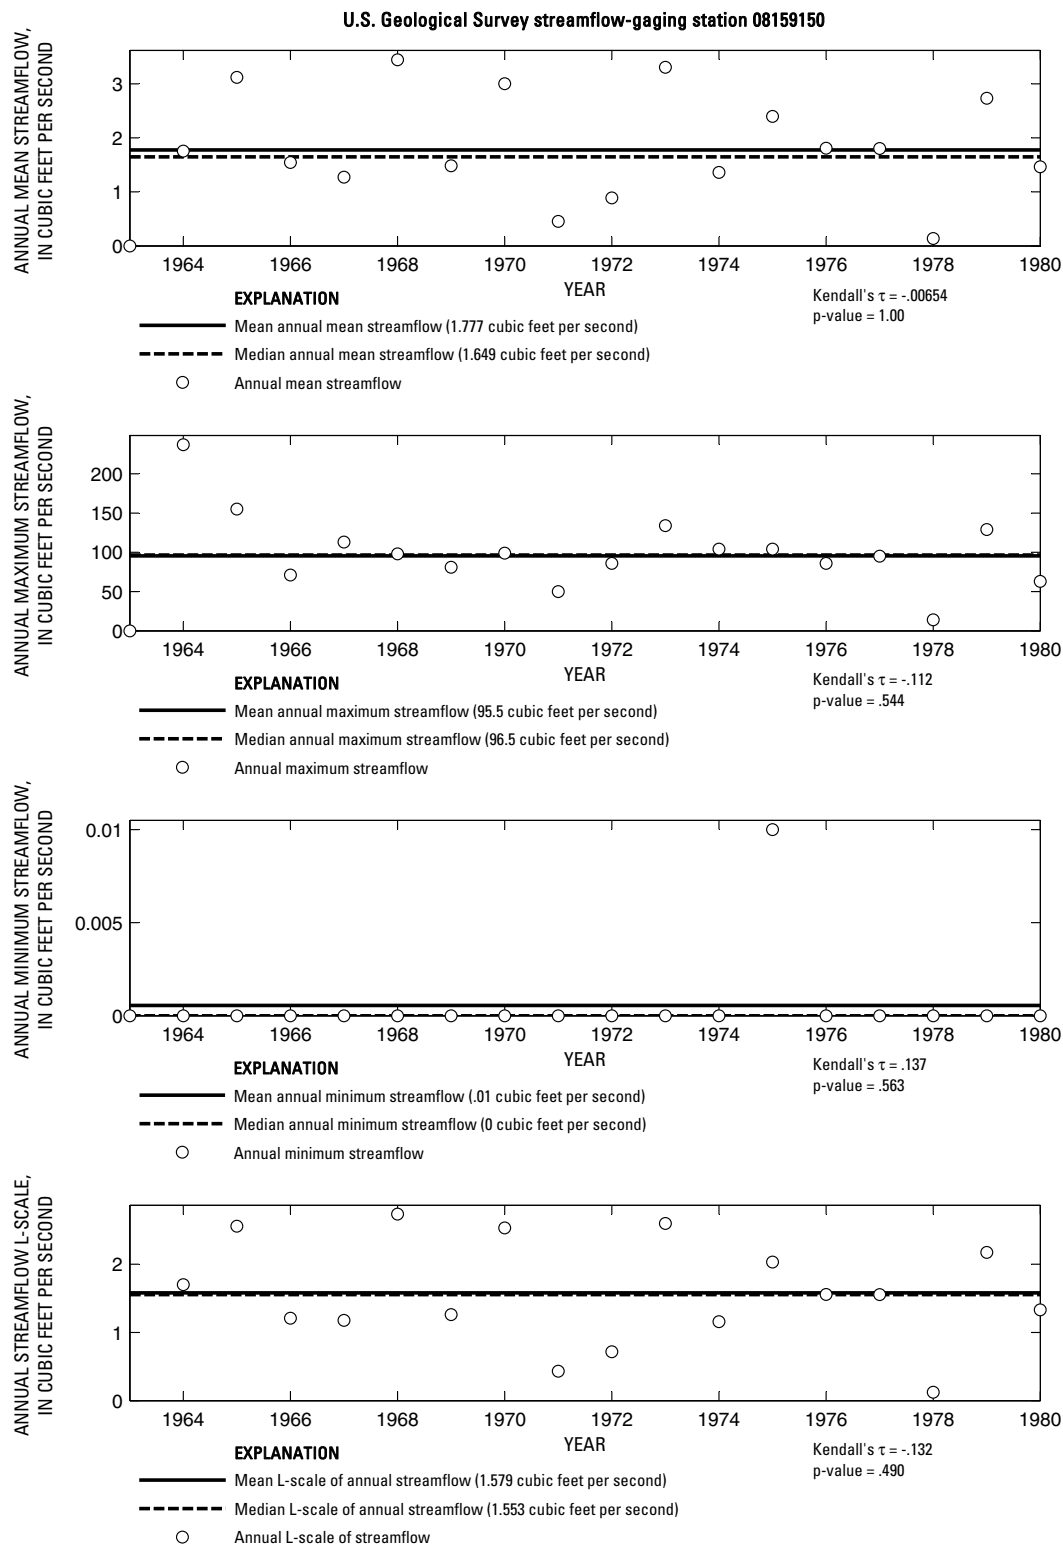 U.S. Geological Survey streamflow-gaging station 08159150
ANNUAL MEAN STREAMFLOW,
IN CUBIC FEET PER SECOND
3
2
1
0
1964 1966 1968 1970 1972 1974 1976 1978 1980
YEAR
Kendall's τ = -.00654
p-value = 1.00
EXPLANATION
Mean annual mean streamflow (1.777 cubic feet per second)
Median annual mean streamflow (1.649 cubic feet per second)
Annual mean streamflow
ANNUAL MAXIMUM STREAMFLOW,
IN CUBIC FEET PER SECOND
200
150
100
50
0
1964 1966 1968 1970 1972 1974 1976 1978 1980
YEAR
Kendall's τ = -.112
p-value = .544
EXPLANATION
Mean annual maximum streamflow (95.5 cubic feet per second)
Median annual maximum streamflow (96.5 cubic feet per second)
Annual maximum streamflow
ANNUAL MINIMUM STREAMFLOW,
IN CUBIC FEET PER SECOND
0.01
0.005
0
1964 1966 1968 1970 1972 1974 1976 1978 1980
YEAR
Kendall's τ = .137
p-value = .563
EXPLANATION
Mean annual minimum streamflow (.01 cubic feet per second)
Median annual minimum streamflow (0 cubic feet per second)
Annual minimum streamflow
ANNUAL STREAMFLOW L-SCALE,
IN CUBIC FEET PER SECOND
2
1
0
1964 1966 1968 1970 1972 1974 1976 1978 1980
YEAR
Kendall's τ = -.132
p-value = .490
EXPLANATION
Mean L-scale of annual streamflow (1.579 cubic feet per second)
Median L-scale of annual streamflow (1.553 cubic feet per second)
Annual L-scale of streamflow